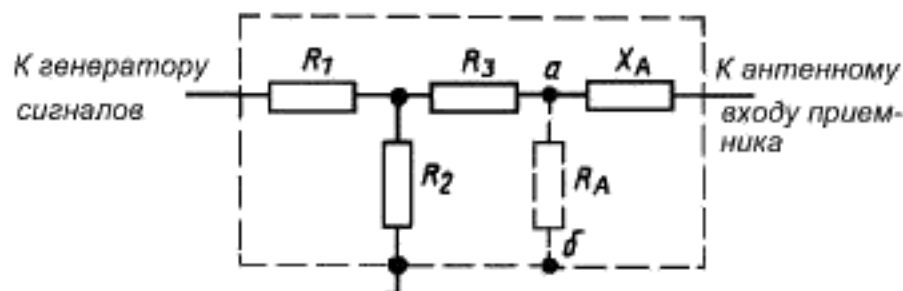 К генератору
сигналов
R1
R3
а
XA
К антенному
входу прием-
ника
R2
RA
б